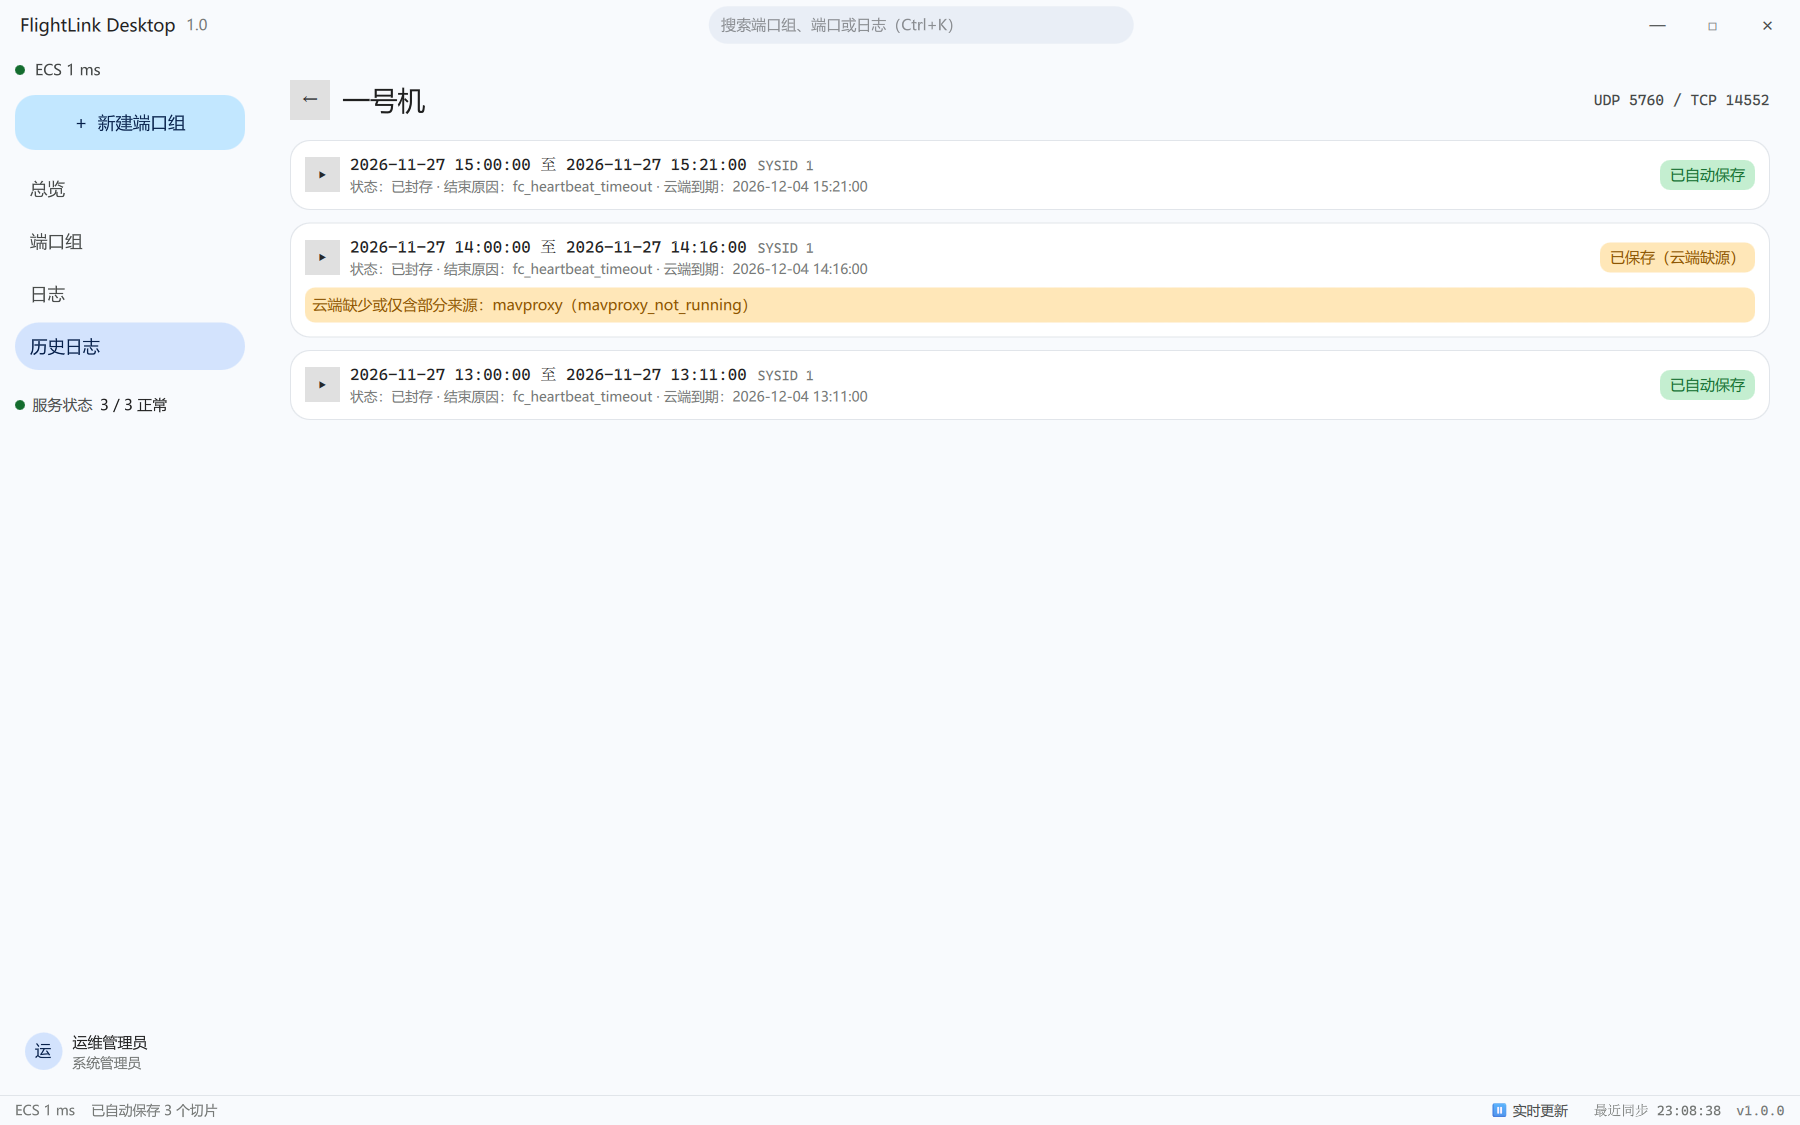 FlightLink Desktop 1.0
搜索端口组、端口或日志（Ctrl+K）
ECS 1 ms
+ 新建端口组
总览
端口组
日志
历史日志
服务状态 3 / 3 正常
← 一号机
UDP 5760 / TCP 14552
2026-11-27 15:00:00 至 2026-11-27 15:21:00 SYSID 1
状态：已封存 · 结束原因：fc_heartbeat_timeout · 云端到期：2026-12-04 15:21:00
已自动保存
2026-11-27 14:00:00 至 2026-11-27 14:16:00 SYSID 1
状态：已封存 · 结束原因：fc_heartbeat_timeout · 云端到期：2026-12-04 14:16:00
已保存（云端缺源）
云端缺少或仅含部分来源：mavproxy（mavproxy_not_running）
2026-11-27 13:00:00 至 2026-11-27 13:11:00 SYSID 1
状态：已封存 · 结束原因：fc_heartbeat_timeout · 云端到期：2026-12-04 13:11:00
已自动保存
运
运维管理员
系统管理员
ECS 1 ms 已自动保存 3 个切片
实时更新 最近同步 23:08:38 v1.0.0